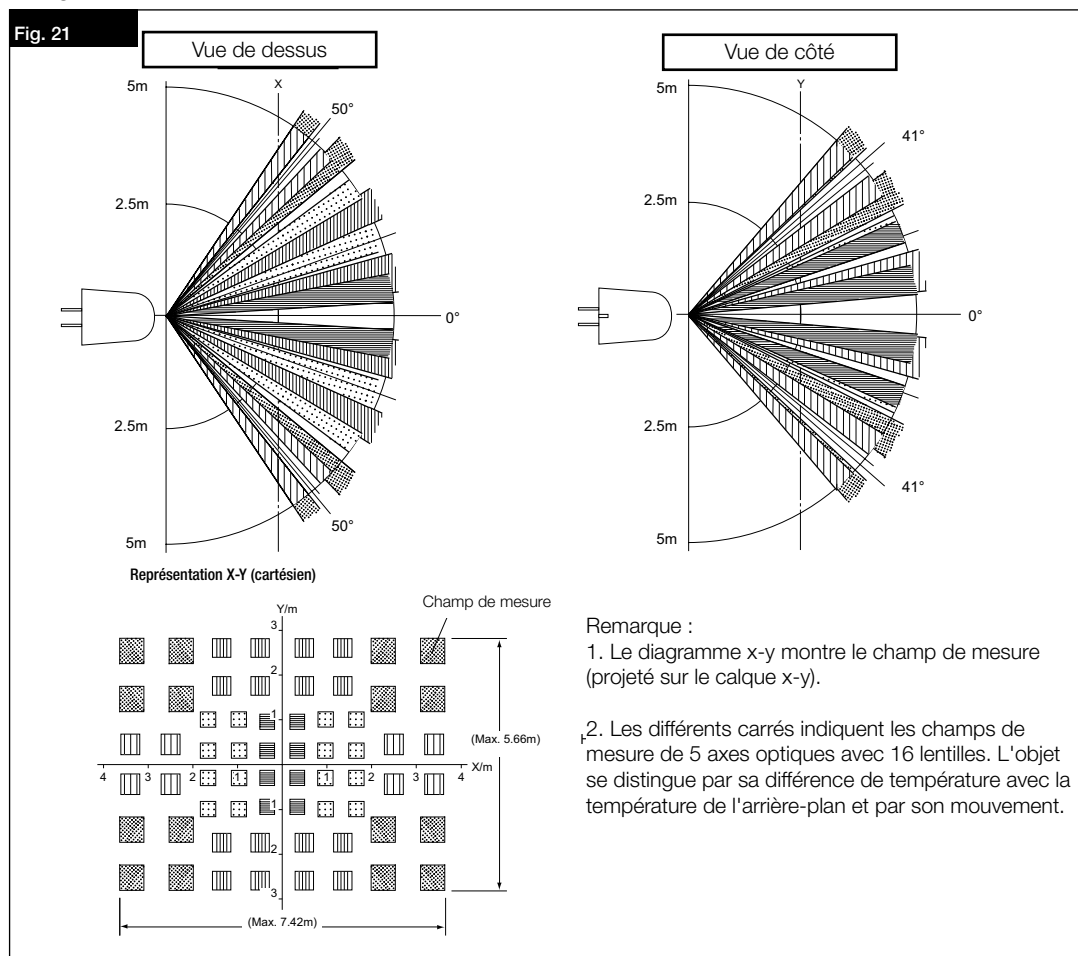 Fig. 21
Vue de dessus
5m
X
50°
2.5m
0°
2.5m
50°
5m
Vue de côté
5m
Y
41°
2.5m
0°
2.5m
41°
5m
Représentation X-Y (cartésien)
Champ de mesure
Y/m
3
2
1
(Max. 5.66m)
X/m
4 3 2 1 1 2 3 4
1
2
3
(Max. 7.42m)
Remarque :
1. Le diagramme x-y montre le champ de mesure
(projeté sur le calque x-y).
2. Les différents carrés indiquent les champs de
mesure de 5 axes optiques avec 16 lentilles. L'objet
se distingue par sa différence de température avec la
température de l'arrière-plan et par son mouvement.